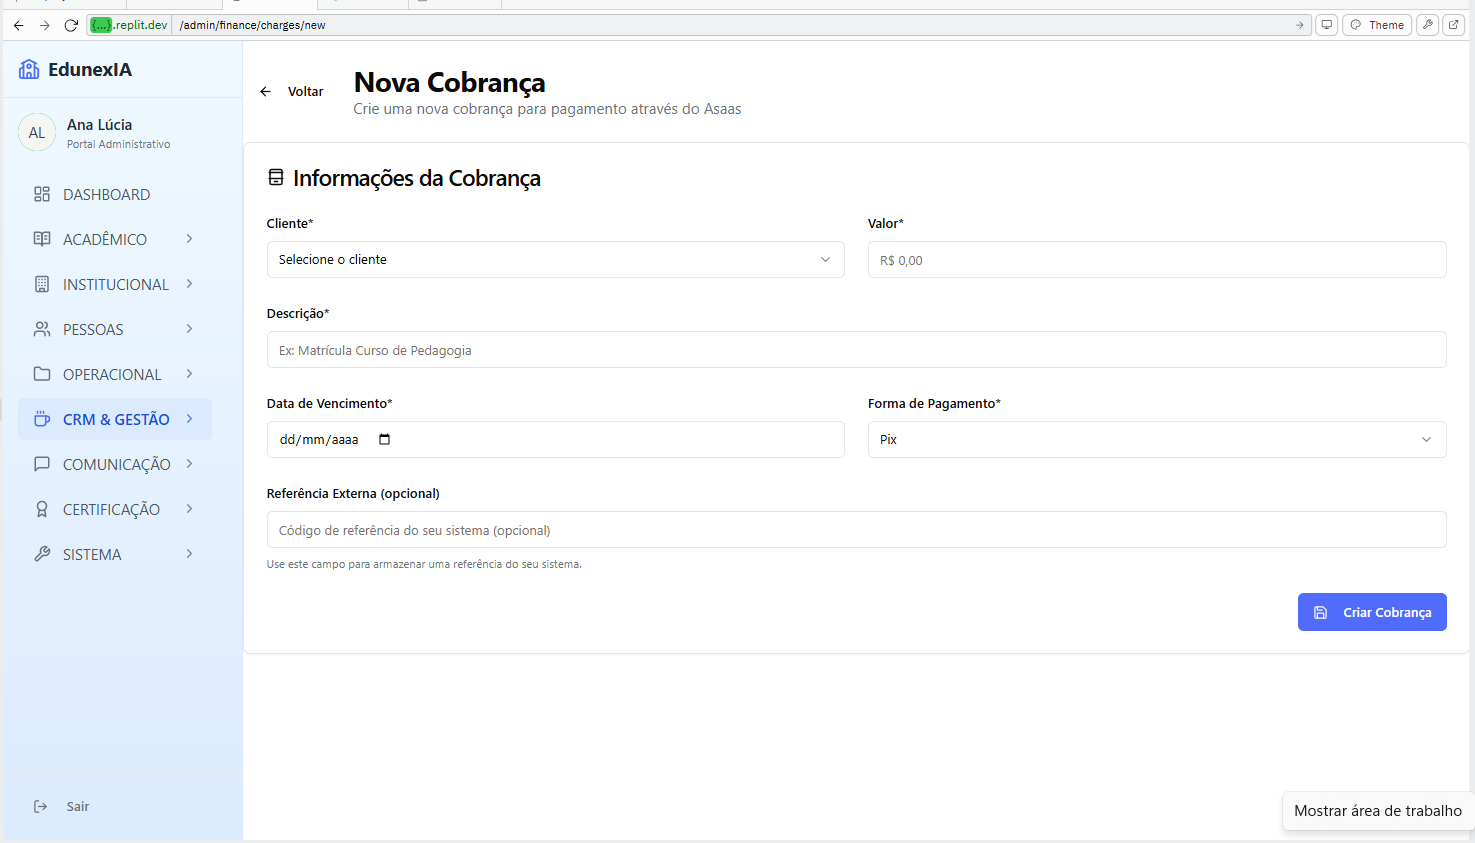 {...}.replit.dev /admin/finance/charges/new Theme
EdunexIA
AL
Ana Lúcia
Portal Administrativo
DASHBOARD
ACADÊMICO
INSTITUCIONAL
PESSOAS
OPERACIONAL
CRM & GESTÃO
COMUNICAÇÃO
CERTIFICAÇÃO
SISTEMA
Sair
Voltar
Nova Cobrança
Crie uma nova cobrança para pagamento através do Asaas
Informações da Cobrança
Cliente* Valor*
Selecione o cliente R$ 0,00
Descrição*
Ex: Matrícula Curso de Pedagogia
Data de Vencimento* Forma de Pagamento*
dd/mm/aaaa Pix
Referência Externa (opcional)
Código de referência do seu sistema (opcional)
Use este campo para armazenar uma referência do seu sistema.
Criar Cobrança
Mostrar área de trabalho